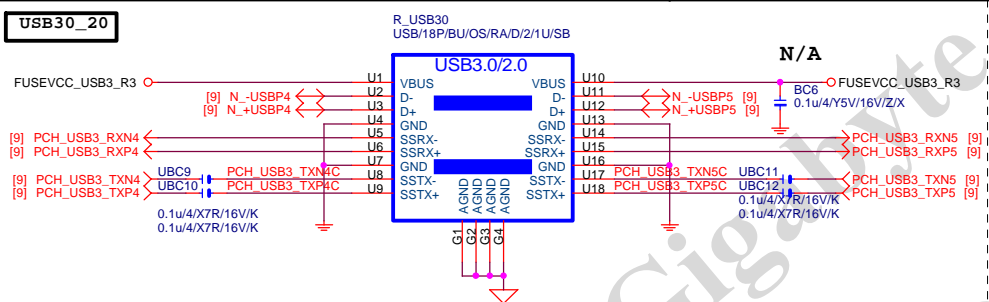 USB30_20
R_USB30
USB/18P/BU/OS/RA/D/2/1U/SB
N/A
USB3.0/2.0
FUSEVCC_USB3_R3 U1 VBUS VBUS U10 FUSEVCC_USB3_R3
[9] N_-USBP4 U2 D- D- U11 N_-USBP5 [9]
[9] N_+USBP4 U3 D+ D+ U12 N_+USBP5 [9]
BC6
0.1u/4/Y5V/16V/Z/X
U4 GND GND U13
[9] PCH_USB3_RXN4 U5 SSRX- SSRX- U14 PCH_USB3_RXN5 [9]
[9] PCH_USB3_RXP4 U6 SSRX+ SSRX+ U15 PCH_USB3_RXP5 [9]
U7 GND GND U16
[9] PCH_USB3_TXN4 UBC9 PCH_USB3_TXN4C U8 SSTX- SSTX- U17 PCH_USB3_TXN5C UBC11 PCH_USB3_TXN5 [9]
[9] PCH_USB3_TXP4 UBC10 PCH_USB3_TXP4C U9 SSTX+ SSTX+ U18 PCH_USB3_TXP5C UBC12 PCH_USB3_TXP5 [9]
0.1u/4/X7R/16V/K 0.1u/4/X7R/16V/K
0.1u/4/X7R/16V/K 0.1u/4/X7R/16V/K
AGND AGND AGND AGND
G1 G2 G3 G4
Gigabyte